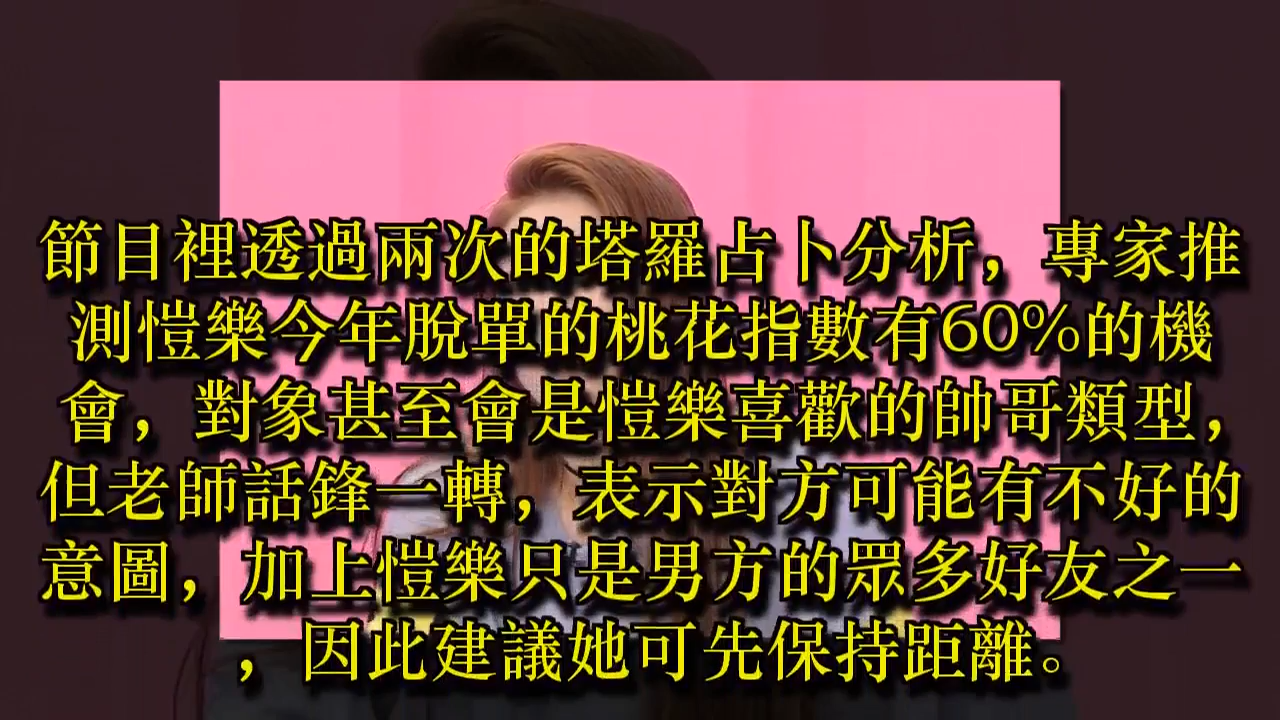 節目裡透過兩次的塔羅占卜分析，專家推
測愷樂今年脫單的桃花指數有60%的機
會，對象甚至會是愷樂喜歡的帥哥類型，
但老師話鋒一轉，表示對方可能有不好的
意圖，加上愷樂只是男方的眾多好友之一
，因此建議她可先保持距離。